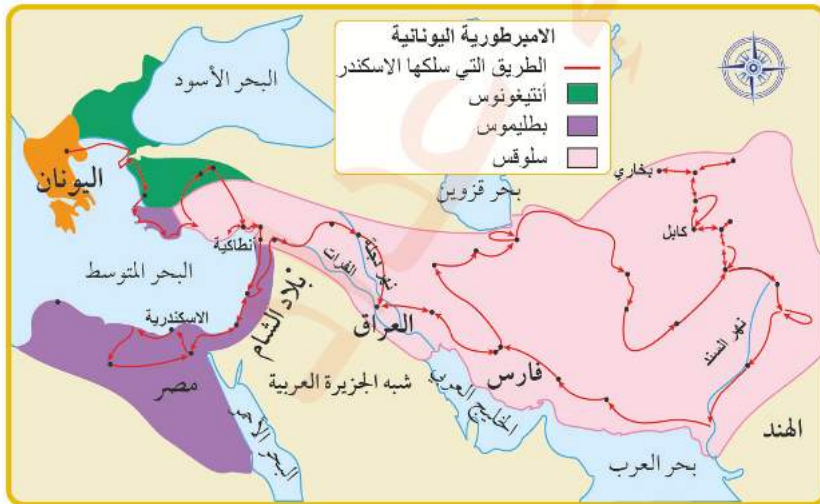 الامبرطورية اليونانية
الطريق التي سلكها الاسكندر
أنتيغونوس
بطليموس
سلوقس
البحر الأسود
اليونان
بحر قزوين
بخاري
كابل
أنطاكية
نهر دجلة
الفرات
البحر المتوسط
بلاد الشام
العراق
نهر السند
الاسكندرية
فارس
مصر
شبه الجزيرة العربية
الخليج العربي
الهند
البحر الأحمر
بحر العرب